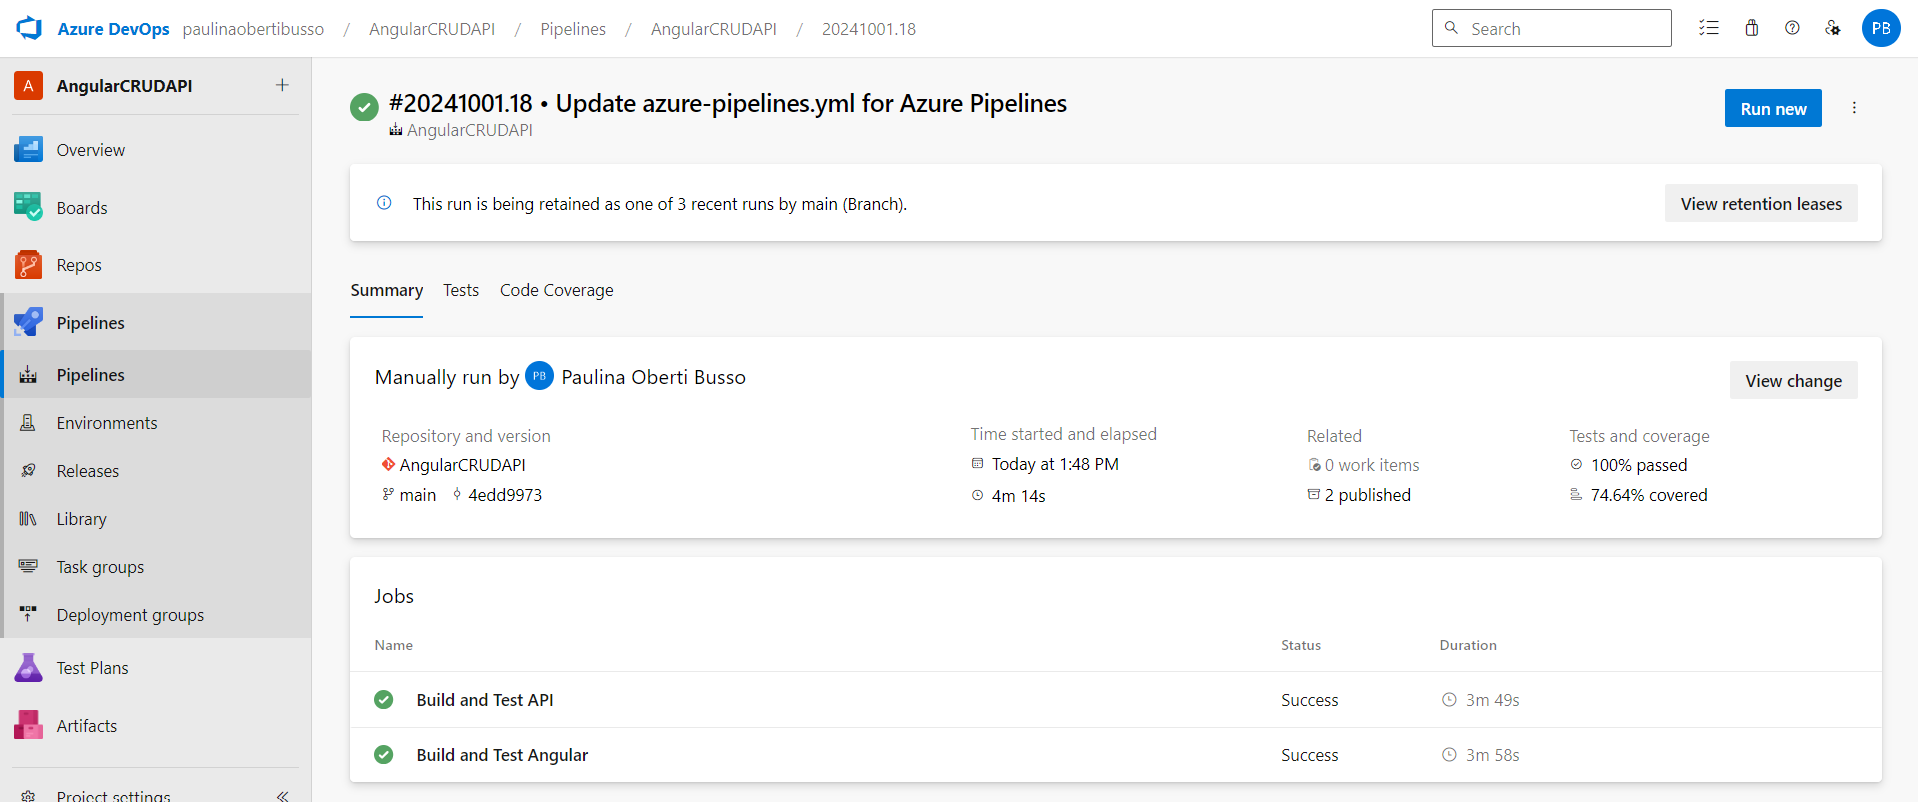 Azure DevOps paulinaobertibusso / AngularCRUDAPI / Pipelines / AngularCRUDAPI / 20241001.18
Search
PB
A AngularCRUDAPI +
Overview
Boards
Repos
Pipelines
Pipelines
Environments
Releases
Library
Task groups
Deployment groups
Test Plans
Artifacts
Project settings
#20241001.18 • Update azure-pipelines.yml for Azure Pipelines
AngularCRUDAPI
Run new
This run is being retained as one of 3 recent runs by main (Branch).
View retention leases
Summary Tests Code Coverage
Manually run by PB Paulina Oberti Busso
View change
Repository and version
AngularCRUDAPI
main 4edd9973
Time started and elapsed
Today at 1:48 PM
4m 14s
Related
0 work items
2 published
Tests and coverage
100% passed
74.64% covered
Jobs
Name Status Duration
Build and Test API Success 3m 49s
Build and Test Angular Success 3m 58s